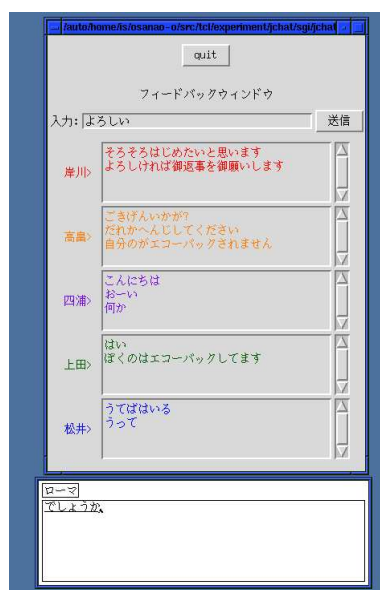 /auto/home/is/osanao-o/src/tcl/experiment/jchat/sgi/jchat
quit
フィードバックウィンドウ
入力: よろしい 送信
岸川> そろそろはじめたいと思います
よろしければ御返事を御願いします
高畠> ごきげんいかが?
だれかへんじしてください
自分のがエコーバックされません
四浦> こんにちは
おーい
何か
上田> はい
ぼくのはエコーバックしてます
松井> うてばはいる
うって
ローマ
でしょうか。